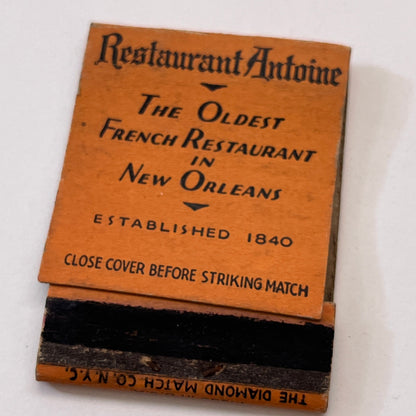 Restaurant Antoine
THE OLDEST
FRENCH RESTAURANT
IN
NEW ORLEANS
ESTABLISHED 1840
CLOSE COVER BEFORE STRIKING MATCH
THE DIAMOND MATCH CO. N.Y.C.